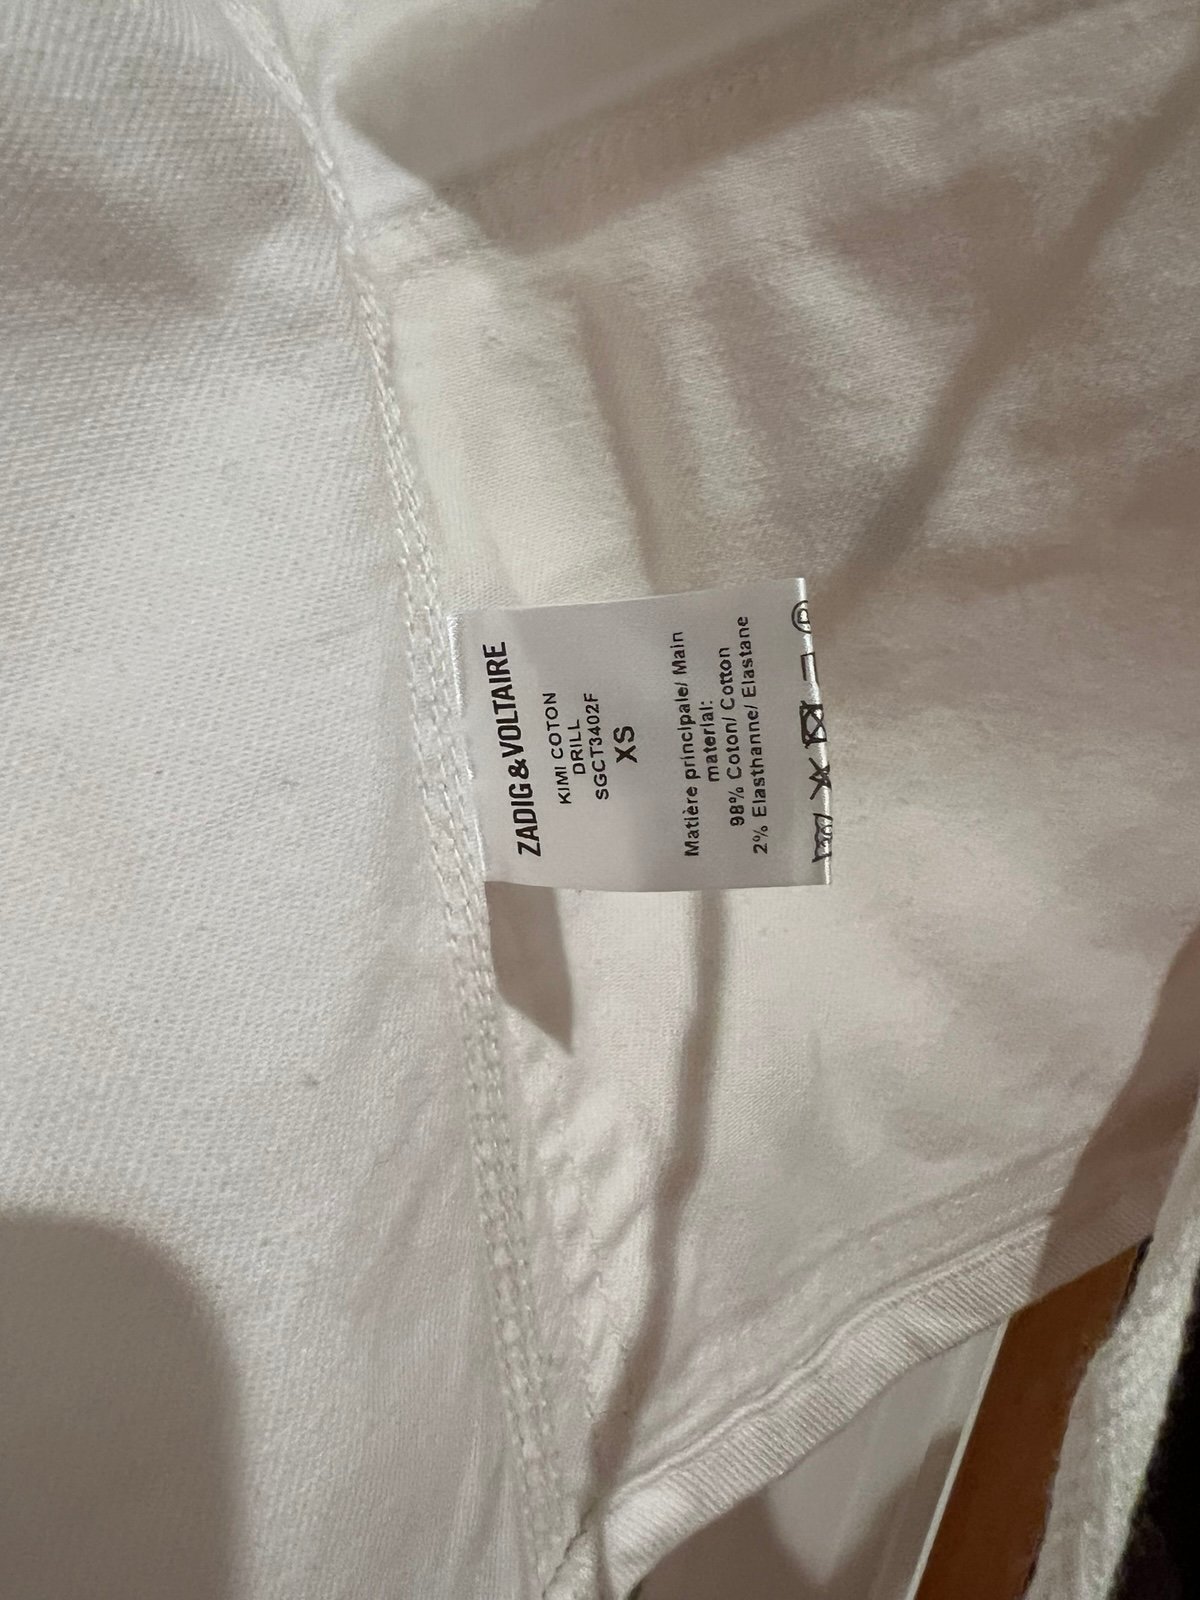 ZADIG&VOLTAIRE
KIMI COTON
DRILL
SGCT3402F
XS
Matière principale/ Main
material:
98% Coton/ Cotton
2% Elasthanne/ Elastane